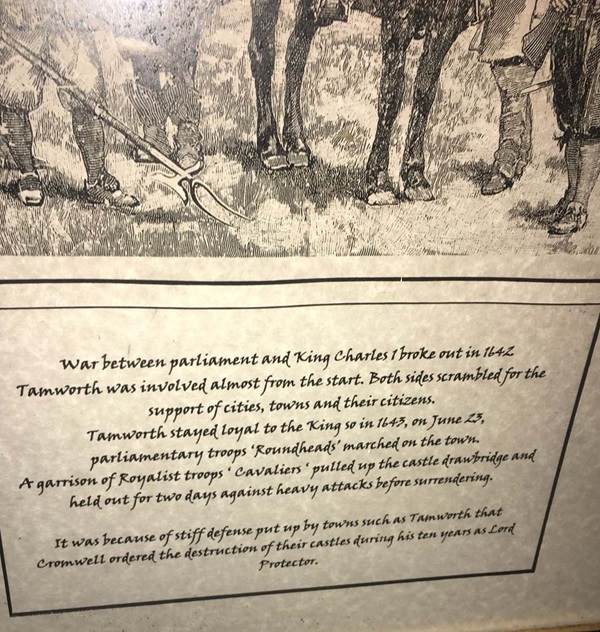 War between parliament and King Charles 1 broke out in 1642
Tamworth was involved almost from the start. Both sides scrambled for the
support of cities, towns and their citizens.
Tamworth stayed loyal to the King so in 1643, on June 23,
parliamentary troops 'Roundheads' marched on the town.
A garrison of Royalist troops ' Cavaliers ' pulled up the castle drawbridge and
held out for two days against heavy attacks before surrendering.
It was because of stiff defense put up by towns such as Tamworth that
Cromwell ordered the destruction of their castles during his ten years as Lord
Protector.